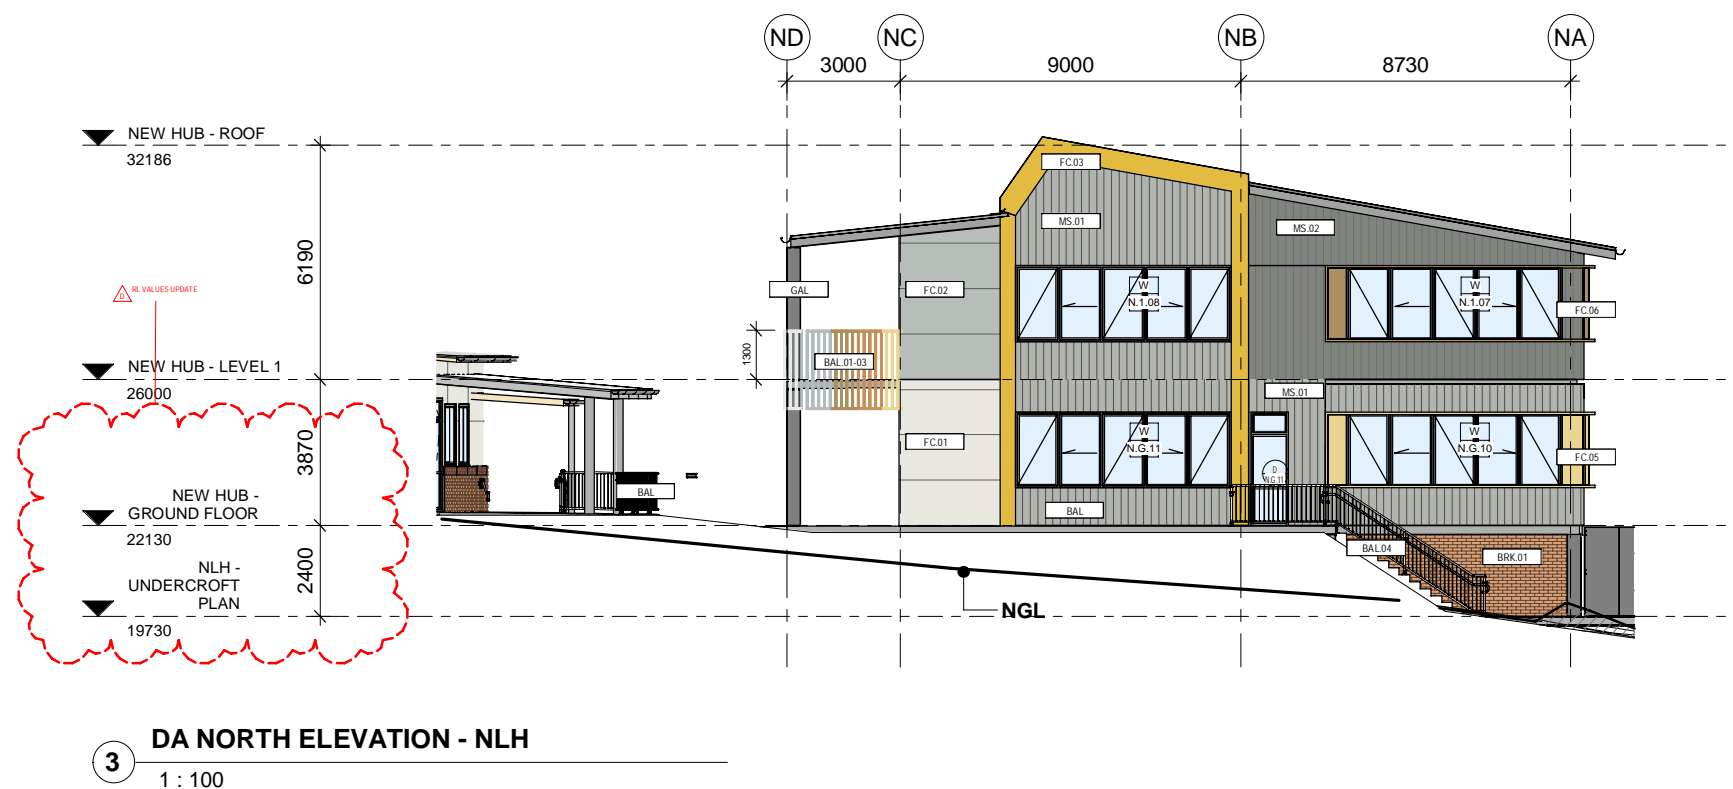 ND
NC
NB
NA
3000
9000
8730
NEW HUB - ROOF
32186
6190
D
RL VALUES UPDATE
NEW HUB - LEVEL 1
26000
3870
NEW HUB -
GROUND FLOOR
22130
2400
NLH -
UNDERCROFT
PLAN
19730
FC.03
MS.01
MS.02
GAL
FC.02
W
N.1.08
W
N.1.07
FC.06
1300
BAL.01-03
MS.01
FC.01
W
N.G.11
W
N.G.10
FC.05
D
N.G.11
BAL
BAL
BAL.04
BRK.01
NGL
3
DA NORTH ELEVATION - NLH
1 : 100